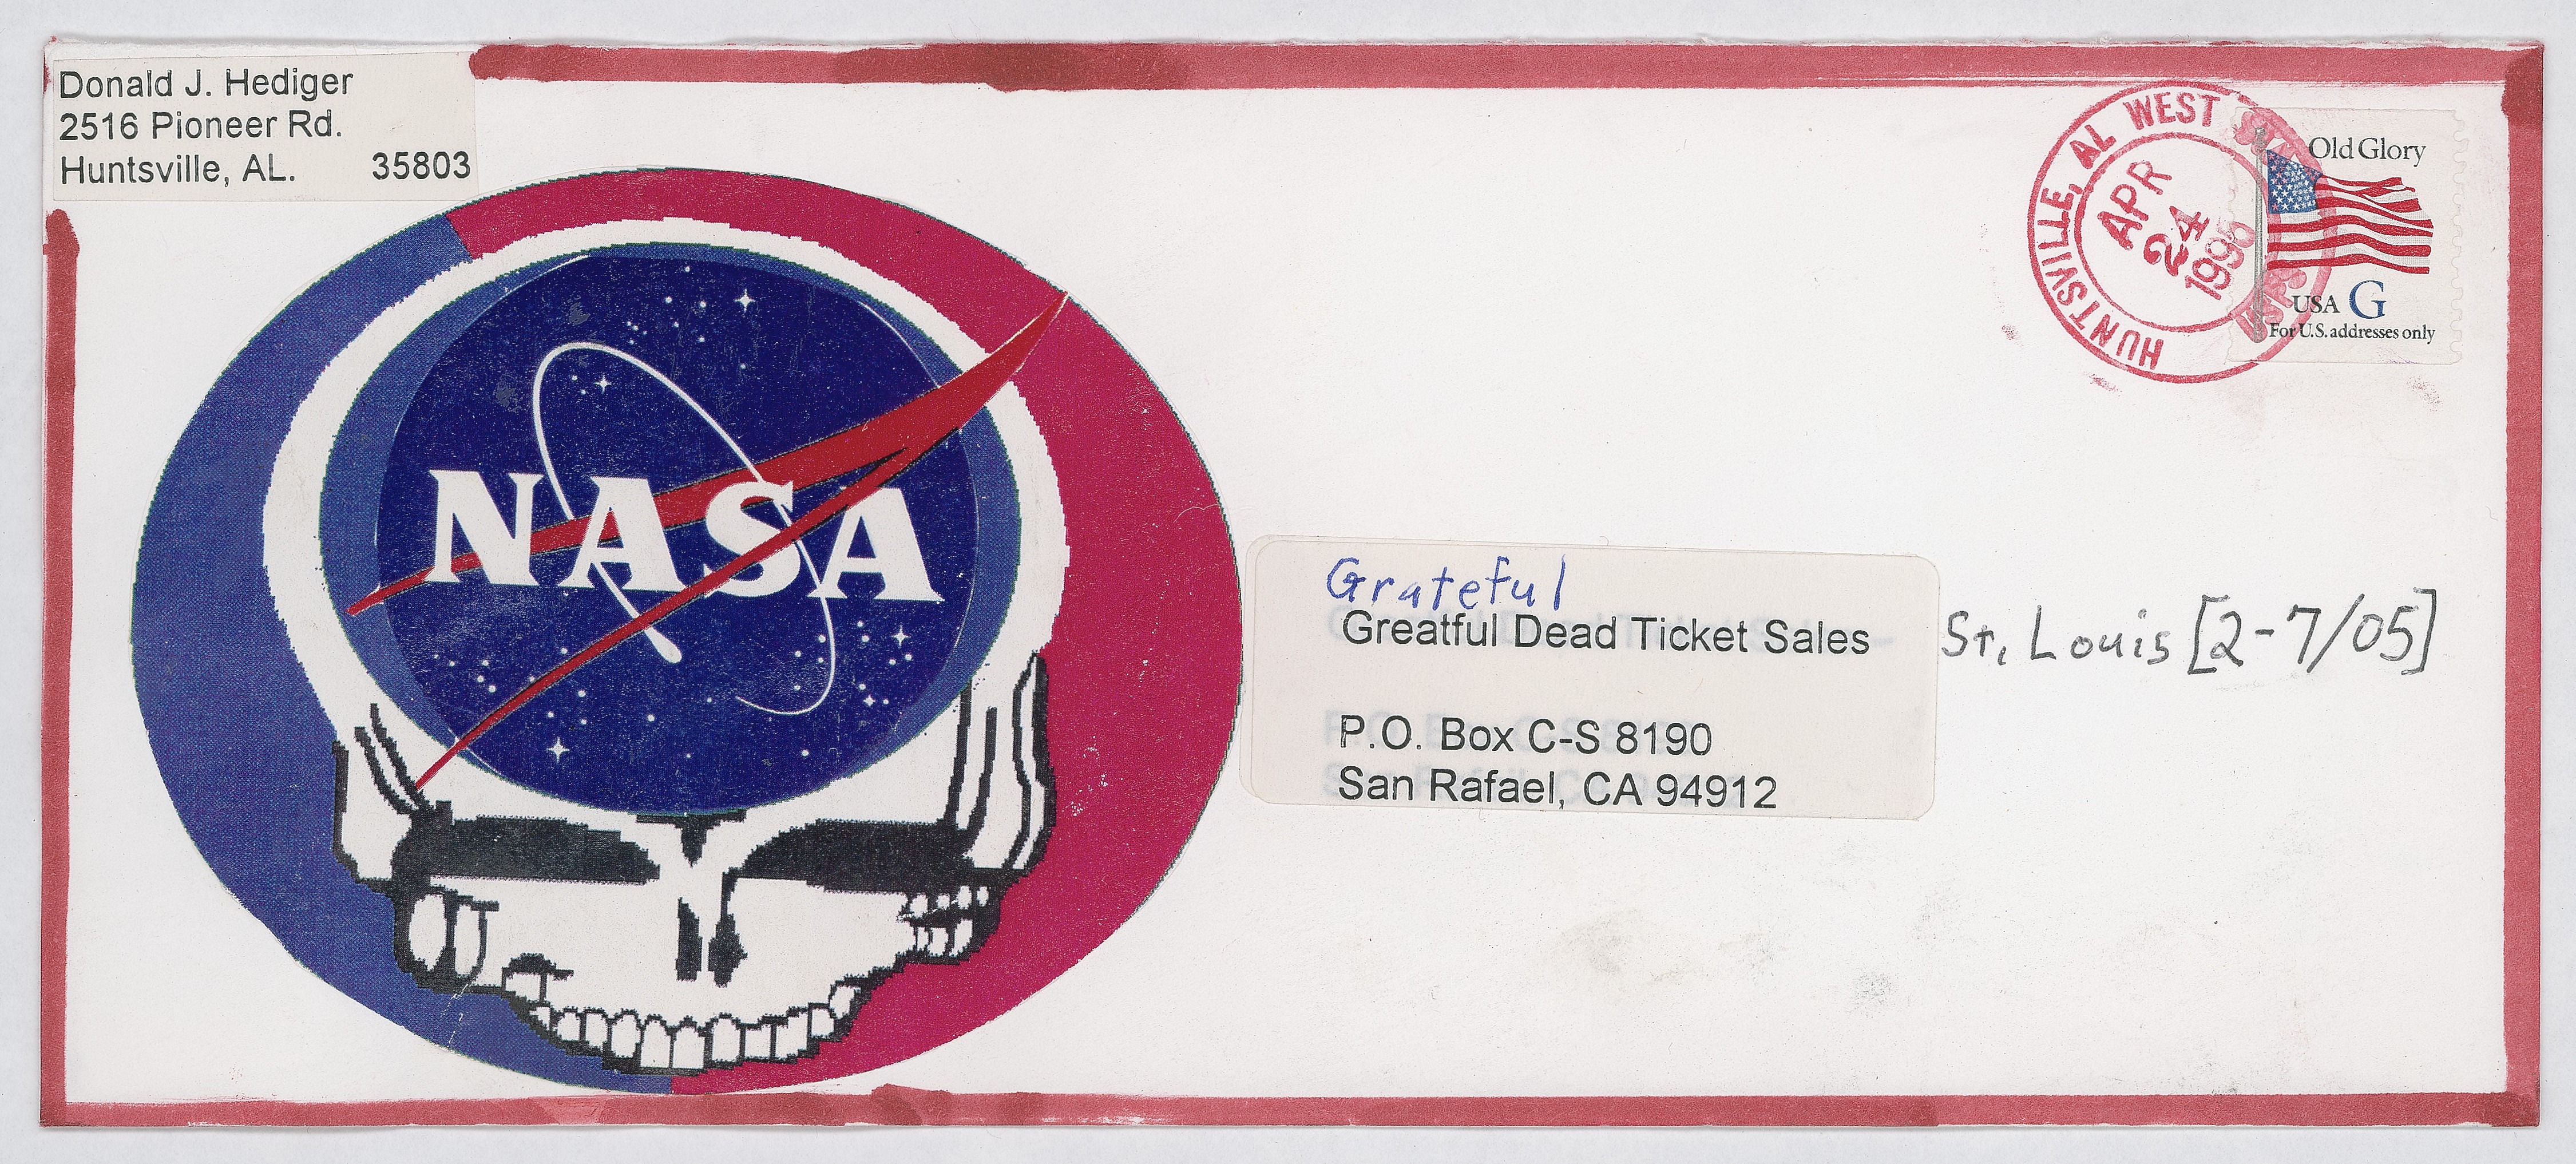 Donald J. Hediger
2516 Pioneer Rd.
Huntsville, AL. 35803
HUNTSVILLE, AL WEST
APR
24
1995
Old Glory
USA G
For U.S. addresses only
NASA
Grateful
Greatful Dead Ticket Sales
St. Louis [2-7/05]
P.O. Box C-S 8190
San Rafael, CA 94912